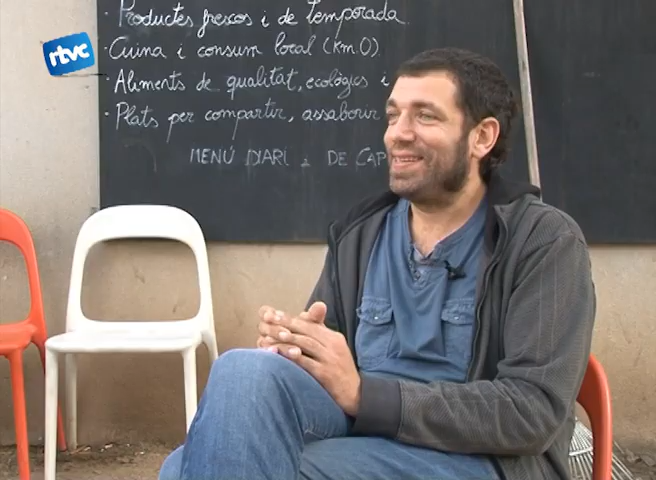 rtvc
· Productes frescos i de temporada
· Cuina i consum local (Km.0)
· Aliments de qualitat, ecològics i
· Plats per compartir, assaborir
MENÚ DIARI . DE CAP